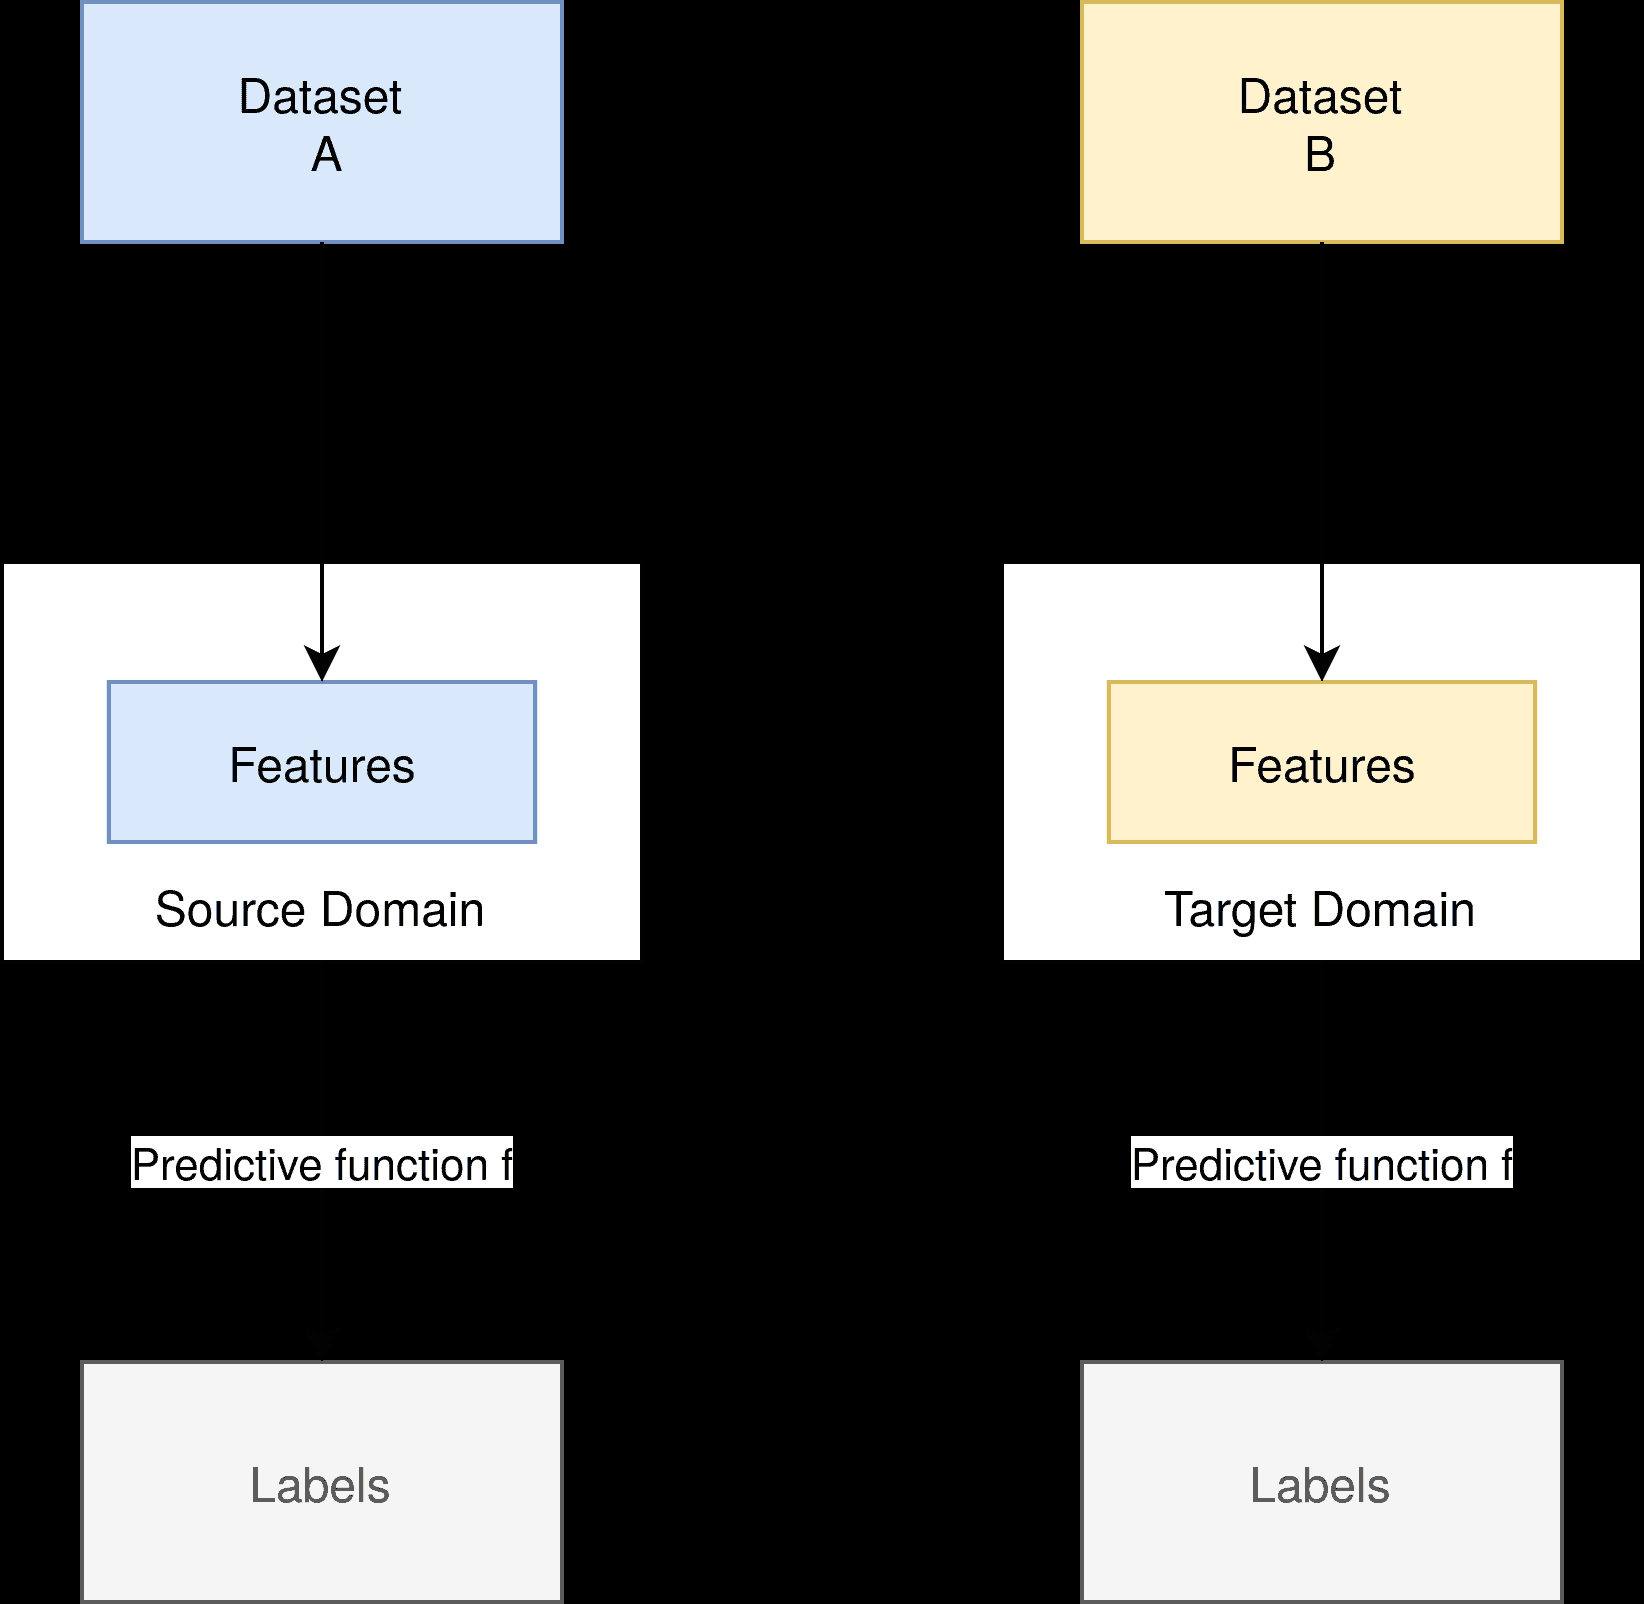 Dataset
A
Dataset
B
Features
Source Domain
Features
Target Domain
Predictive function f
Predictive function f
Labels
Labels